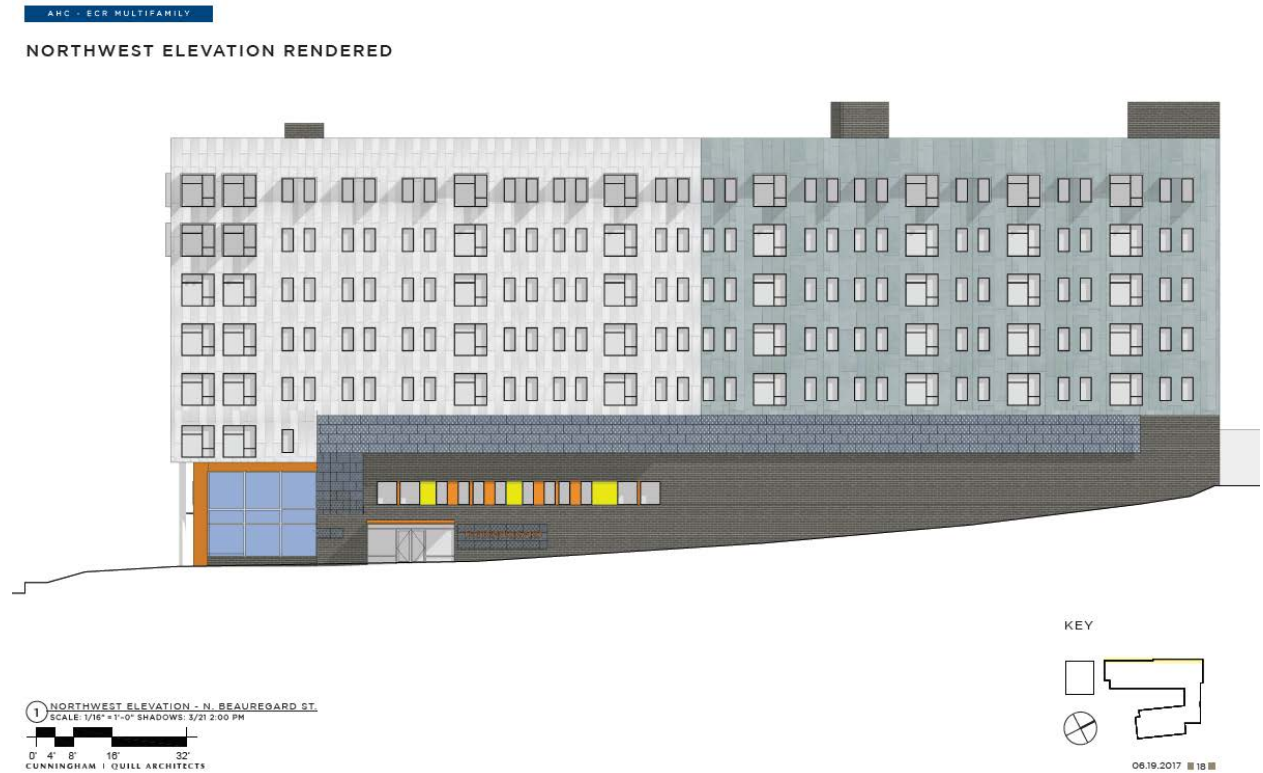 AHC - ECR MULTIFAMILY
NORTHWEST ELEVATION RENDERED
KEY
1
NORTHWEST ELEVATION - N. BEAUREGARD ST.
SCALE: 1/16" = 1'-0" SHADOWS: 3/21 2:00 PM
0' 4' 8' 16' 32'
CUNNINGHAM | QUILL ARCHITECTS
06.19.2017 18